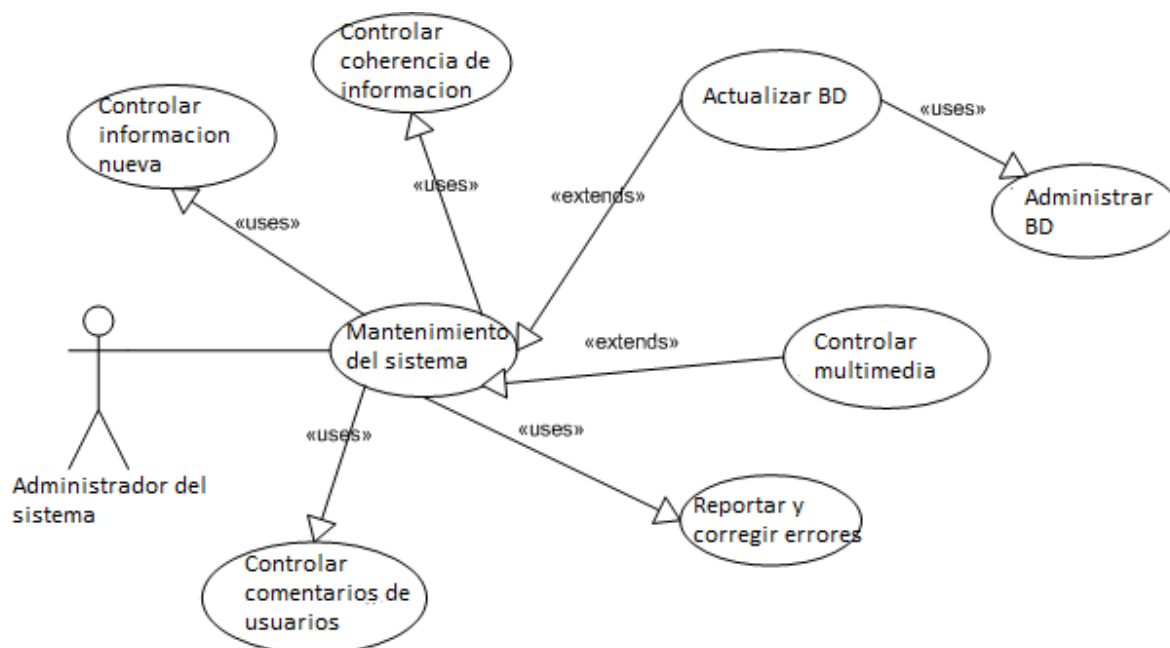 Controlar
coherencia de
informacion
Controlar
informacion
nueva
Actualizar BD
«uses»
«uses»
«extends»
Administrar
BD
«uses»
Mantenimiento
del sistema
«extends»
Controlar
multimedia
«uses»
«uses»
Administrador del
sistema
Reportar y
corregir errores
Controlar
comentarios de
usuarios